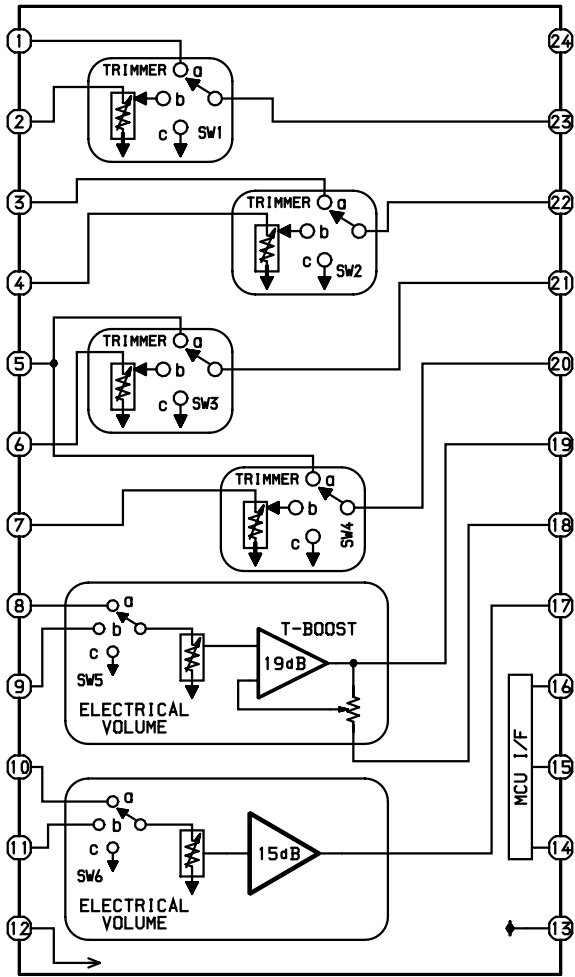 1
24
TRIMMER a
b
c SW1
2
23
3
22
TRIMMER a
b
c SW2
4
21
5
20
TRIMMER a
b
c SW3
6
19
TRIMMER a
b
c SW4
7
18
8
17
a
b
c
SW5
T-BOOST
19dB
ELECTRICAL
VOLUME
9
16
10
15
MCU I/F
a
b
c
SW6
15dB
ELECTRICAL
VOLUME
11
14
12
13